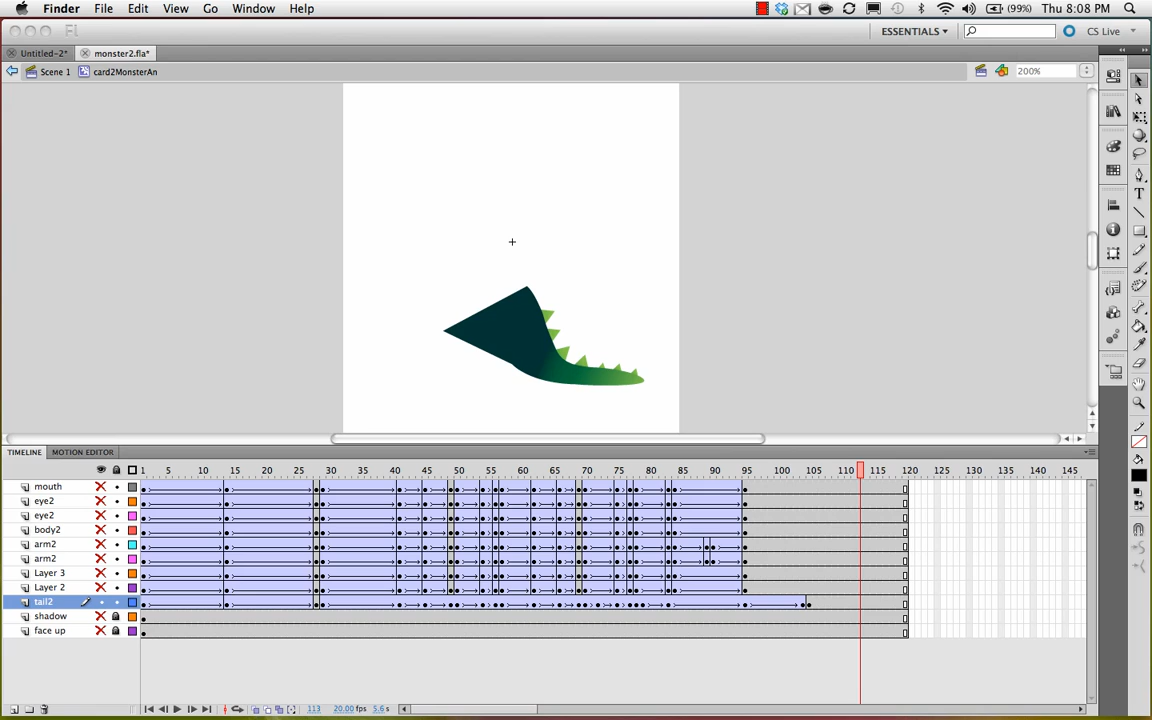 Finder File Edit View Go Window Help (99%) Thu 8:08 PM
Fl ESSENTIALS CS Live
Untitled-2* monster2.fla*
Scene 1 card2MonsterAn 200%
TIMELINE MOTION EDITOR
1 5 10 15 20 25 30 35 40 45 50 55 60 65 70 75 80 85 90 95 100 105 110 115 120 125 130 135 140 145
mouth
eye2
eye2
body2
arm2
arm2
Layer 3
Layer 2
tail2
shadow
face up
113 20.00 fps 5.6 s